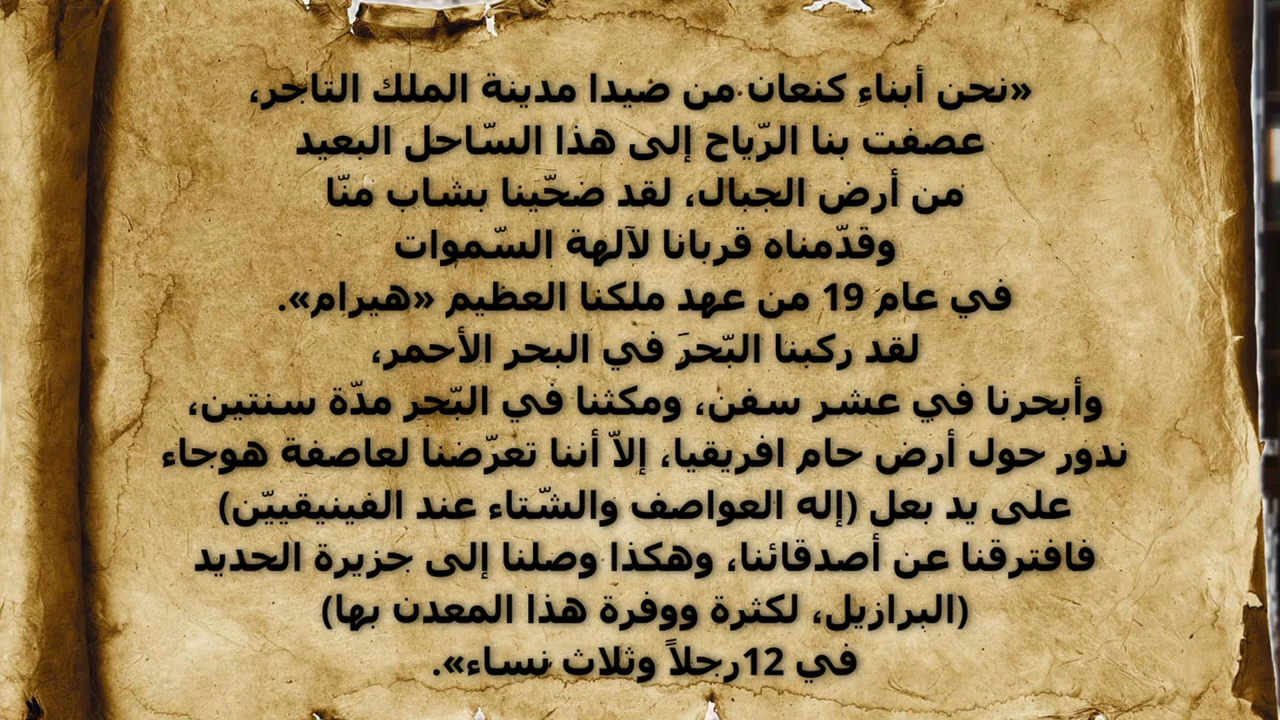 «نحن أبناء كنعان من صيدا مدينة الملك التاجر،
عصفت بنا الرّياح إلى هذا السّاحل البعيد
من أرض الجبال، لقد ضحّينا بشاب منّا
وقدّمناه قربانا لآلهة السّموات
في عام 19 من عهد ملكنا العظيم «هيرام».
لقد ركبنا البّحرَ في البحر الأحمر،
وأبحرنا في عشر سفن، ومكثنا في البّحر مدّة سنتين،
ندور حول أرض حام افريقيا، إلاّ أننا تعرّضنا لعاصفة هوجاء
على يد بعل (إله العواصف والشّتاء عند الفينيقييّن)
فافترقنا عن أصدقائنا، وهكذا وصلنا إلى جزيرة الحديد
(البرازيل، لكثرة ووفرة هذا المعدن بها)
في 12رجلاً وثلاث نساء».